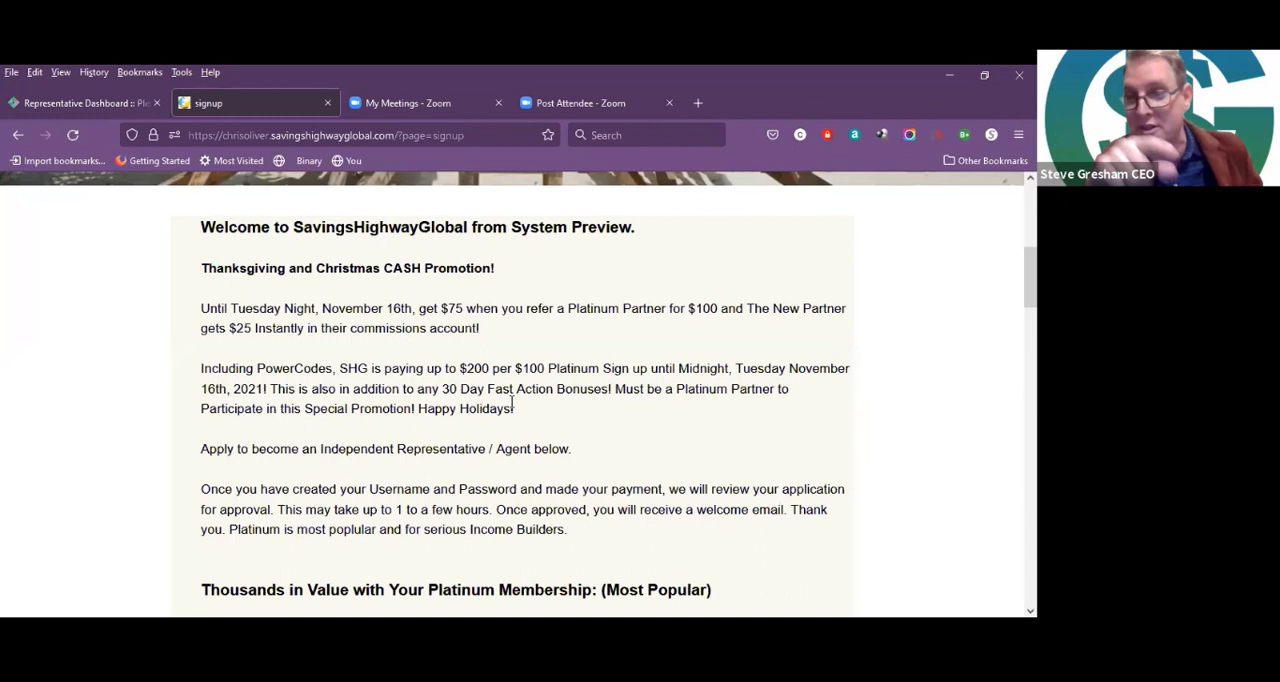 File Edit View History Bookmarks Tools Help
Representative Dashboard :: Pl
signup
My Meetings - Zoom
Post Attendee - Zoom
https://chrisoliver.savingshighwayglobal.com/?page=signup
Search
Import bookmarks...
Getting Started
Most Visited
Binary
You
Other Bookmarks
Steve Gresham CEO
Welcome to SavingsHighwayGlobal from System Preview.
Thanksgiving and Christmas CASH Promotion!
Until Tuesday Night, November 16th, get $75 when you refer a Platinum Partner for $100 and The New Partner
gets $25 Instantly in their commissions account!
Including PowerCodes, SHG is paying up to $200 per $100 Platinum Sign up until Midnight, Tuesday November
16th, 2021! This is also in addition to any 30 Day Fast Action Bonuses! Must be a Platinum Partner to
Participate in this Special Promotion! Happy Holidays!
Apply to become an Independent Representative / Agent below.
Once you have created your Username and Password and made your payment, we will review your application
for approval. This may take up to 1 to a few hours. Once approved, you will receive a welcome email. Thank
you. Platinum is most poplular and for serious Income Builders.
Thousands in Value with Your Platinum Membership: (Most Popular)